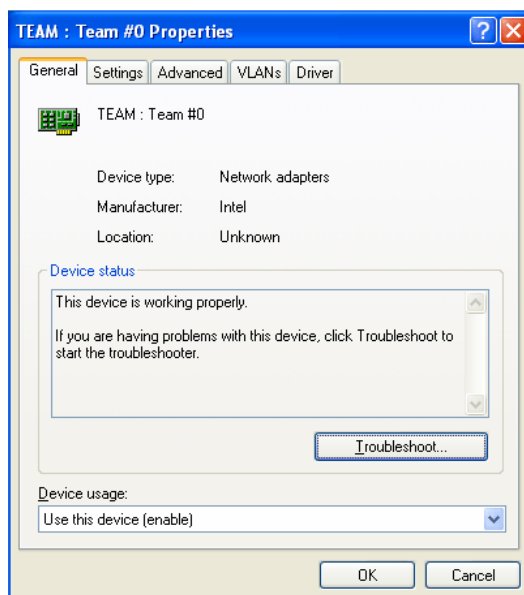 TEAM : Team #0 Properties
General Settings Advanced VLANs Driver
TEAM : Team #0
Device type: Network adapters
Manufacturer: Intel
Location: Unknown
Device status
This device is working properly.
If you are having problems with this device, click Troubleshoot to
start the troubleshooter.
Troubleshoot...
Device usage:
Use this device (enable)
OK Cancel